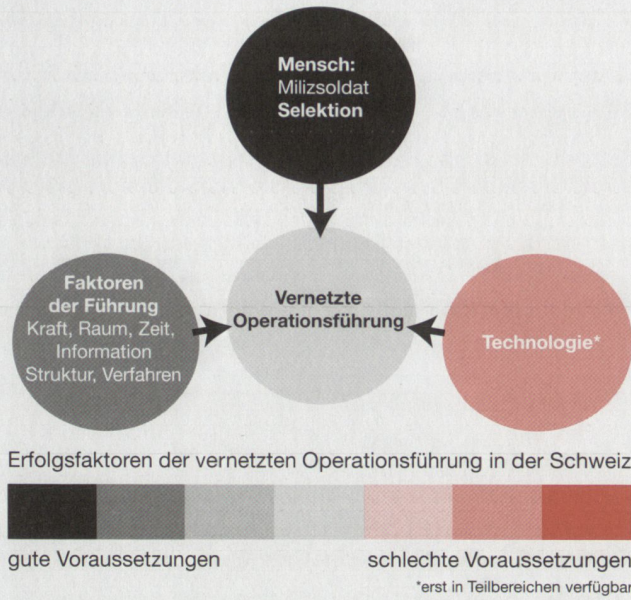 Mensch:
Milizsoldat
Selektion
Faktoren
der Führung
Kraft, Raum, Zeit,
Information
Struktur, Verfahren
Vernetzte
Operationsführung
Technologie*
Erfolgsfaktoren der vernetzten Operationsführung in der Schweiz
gute Voraussetzungen
schlechte Voraussetzungen
*erst in Teilbereichen verfügbar